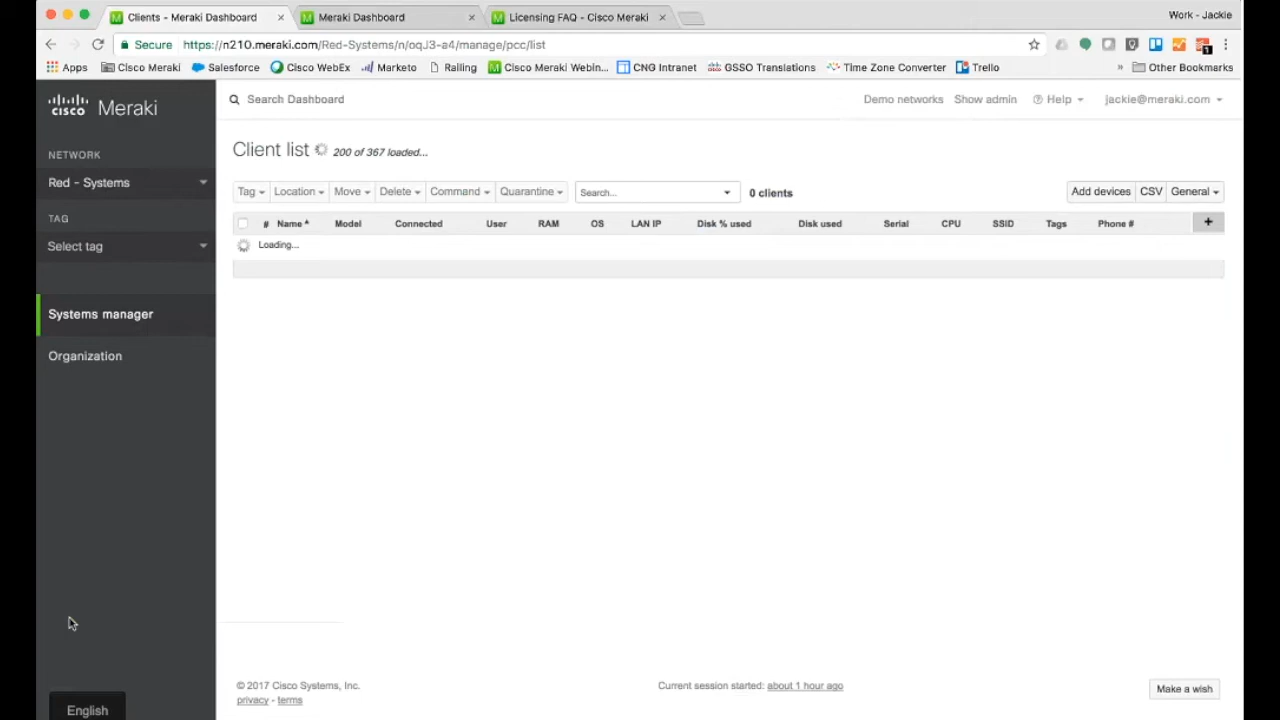 Clients - Meraki Dashboard
Meraki Dashboard
Licensing FAQ - Cisco Meraki
Work - Jackie
Secure
https://n210.meraki.com/Red-Systems/n/oqJ3-a4/manage/pcc/list
Apps
Cisco Meraki
Salesforce
Cisco WebEx
Marketo
Railing
Cisco Meraki Webin...
CNG Intranet
GSSO Translations
Time Zone Converter
Trello
»
Other Bookmarks
CISCO Meraki
Search Dashboard
Demo networks
Show admin
Help
jackie@meraki.com
NETWORK
Red - Systems
TAG
Select tag
Systems manager
Organization
English
Client list
200 of 367 loaded...
Tag
Location
Move
Delete
Command
Quarantine
Search...
0 clients
Add devices
CSV
General
# Name Model Connected User RAM OS LAN IP Disk % used Disk used Serial CPU SSID Tags Phone # +
Loading...
© 2017 Cisco Systems, Inc.
privacy - terms
Current session started: about 1 hour ago
Make a wish